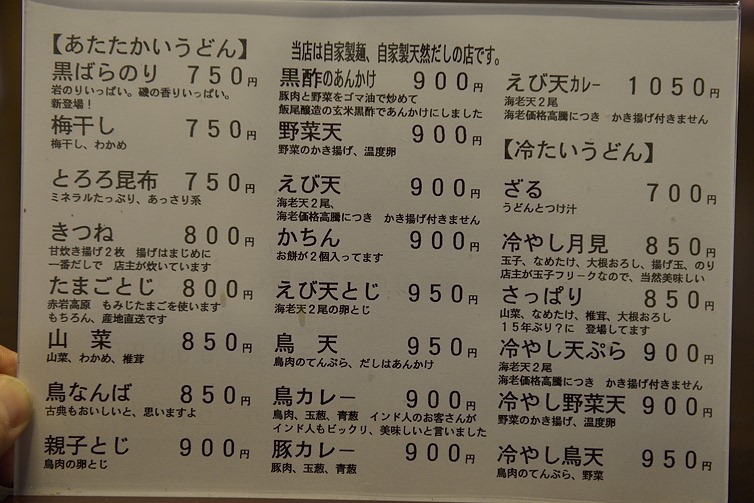 【あたたかいうどん】
当店は自家製麺、自家製天然だしの店です。
黒ばらのり 750円
岩のりいっぱい。磯の香りいっぱい。
新登場！
梅干し 750円
梅干し、わかめ
とろろ昆布 750円
ミネラルたっぷり、あっさり系
きつね 800円
甘炊き揚げ２枚 揚げはまじめに
一番だしで 店主が炊いています
たまごとじ 800円
赤岩高原 もみじたまごを使います
もちろん、産地直送です
山 菜 850円
山菜、わかめ、椎茸
鳥なんば 850円
古典もおいしいと、思いますよ
親子とじ 900円
鳥肉の卵とじ
黒酢のあんかけ 900円
豚肉と野菜をゴマ油で炒めて
飯尾醸造の玄米黒酢であんかけにしました
野菜天 900円
野菜のかき揚げ、温度卵
えび天 900円
海老天２尾、
海老価格高騰につき かき揚げ付きません
かちん 900円
お餅が２個入ってます
えび天とじ 950円
海老天２尾の卵とじ
鳥 天 950円
鳥肉のてんぷら、だしはあんかけ
鳥カレー 900円
鳥肉、玉葱、青葱 インド人のお客さんが
インド人もビックリ、美味しいと言いました
豚カレー 900円
豚肉、玉葱、青葱
えび天カレー 1050円
海老天２尾
海老価格高騰につき かき揚げ付きません
【冷たいうどん】
ざる 700円
うどんとつけ汁
冷やし月見 850円
玉子、なめたけ、大根おろし、揚げ玉、のり
店主が玉子フリークなので、当然美味しい
さっぱり 850円
山菜、なめたけ、椎茸、大根おろし
１５年ぶり？に 登場してます
冷やし天ぷら 900円
海老天２尾
海老価格高騰につき かき揚げ付きません
冷やし野菜天 900円
野菜のかき揚げ、温度卵
冷やし鳥天 950円
鳥肉のてんぷら、野菜